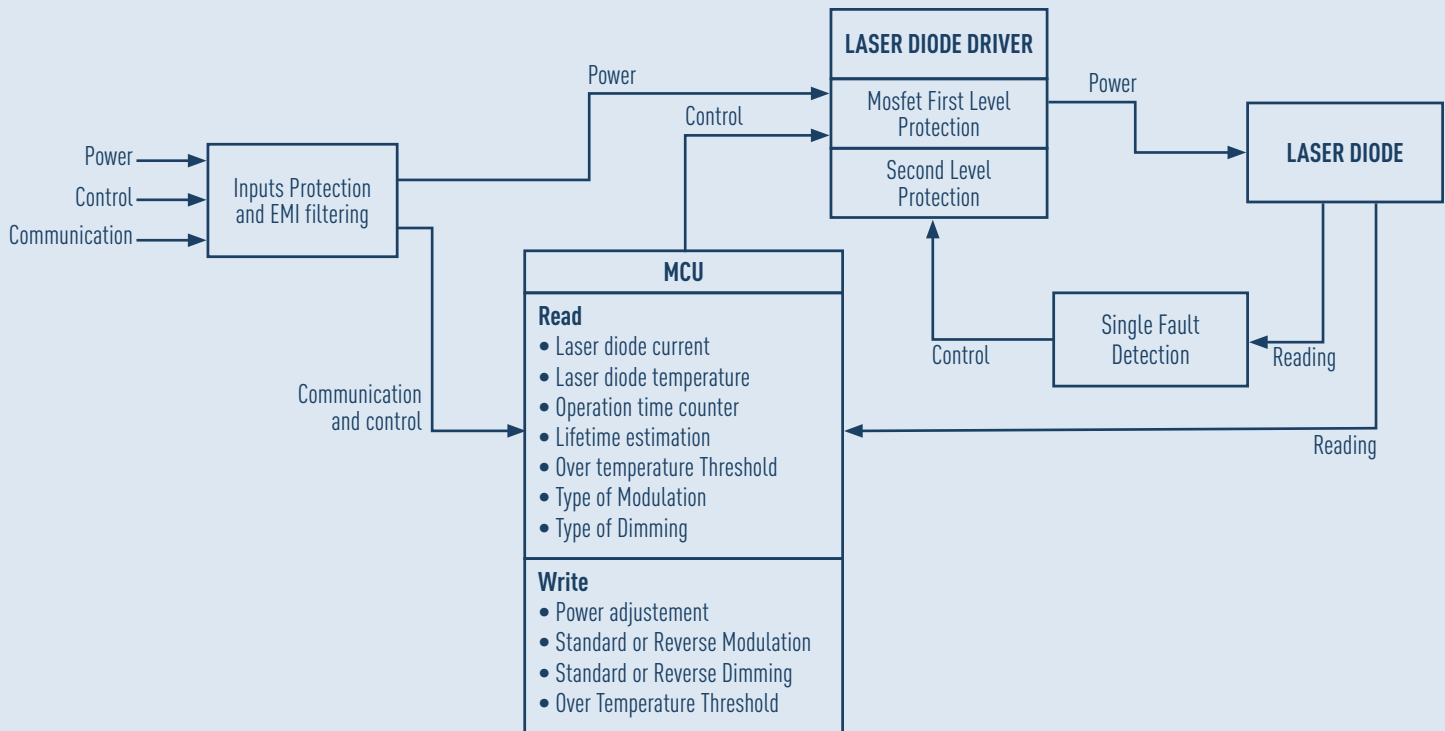 LASER DIODE DRIVER
Mosfet First Level
Protection
Second Level
Protection
Power
Control
Power
LASER DIODE
Power
Control
Communication
Inputs Protection
and EMI filtering
Single Fault
Detection
Control
Reading
Reading
Communication
and control
MCU
Read
• Laser diode current
• Laser diode temperature
• Operation time counter
• Lifetime estimation
• Over temperature Threshold
• Type of Modulation
• Type of Dimming
Write
• Power adjustement
• Standard or Reverse Modulation
• Standard or Reverse Dimming
• Over Temperature Threshold